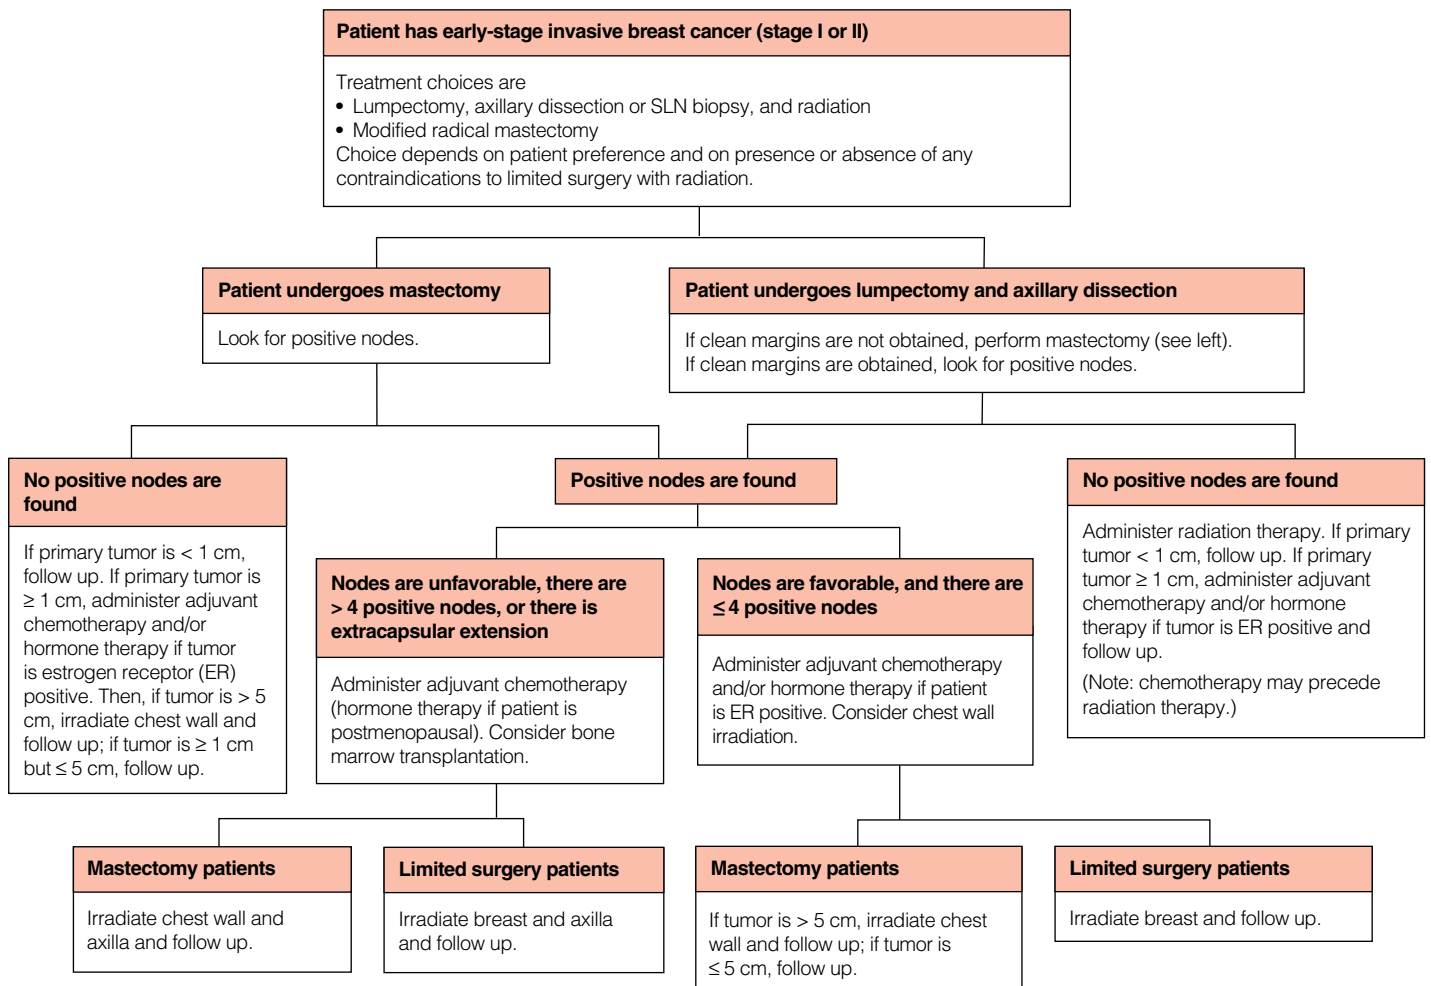 Patient has early-stage invasive breast cancer (stage I or II)
Treatment choices are
• Lumpectomy, axillary dissection or SLN biopsy, and radiation
• Modified radical mastectomy
Choice depends on patient preference and on presence or absence of any
contraindications to limited surgery with radiation.
Patient undergoes mastectomy
Look for positive nodes.
Patient undergoes lumpectomy and axillary dissection
If clean margins are not obtained, perform mastectomy (see left).
If clean margins are obtained, look for positive nodes.
No positive nodes are
found
If primary tumor is < 1 cm,
follow up. If primary tumor is
≥ 1 cm, administer adjuvant
chemotherapy and/or
hormone therapy if tumor
is estrogen receptor (ER)
positive. Then, if tumor is > 5
cm, irradiate chest wall and
follow up; if tumor is ≥ 1 cm
but ≤ 5 cm, follow up.
Positive nodes are found
No positive nodes are found
Administer radiation therapy. If primary
tumor < 1 cm, follow up. If primary
tumor ≥ 1 cm, administer adjuvant
chemotherapy and/or hormone
therapy if tumor is ER positive and
follow up.
(Note: chemotherapy may precede
radiation therapy.)
Nodes are unfavorable, there are
> 4 positive nodes, or there is
extracapsular extension
Administer adjuvant chemotherapy
(hormone therapy if patient is
postmenopausal). Consider bone
marrow transplantation.
Nodes are favorable, and there are
≤ 4 positive nodes
Administer adjuvant chemotherapy
and/or hormone therapy if patient
is ER positive. Consider chest wall
irradiation.
Mastectomy patients
Irradiate chest wall and
axilla and follow up.
Limited surgery patients
Irradiate breast and axilla
and follow up.
Mastectomy patients
If tumor is > 5 cm, irradiate chest
wall and follow up; if tumor is
≤ 5 cm, follow up.
Limited surgery patients
Irradiate breast and follow up.